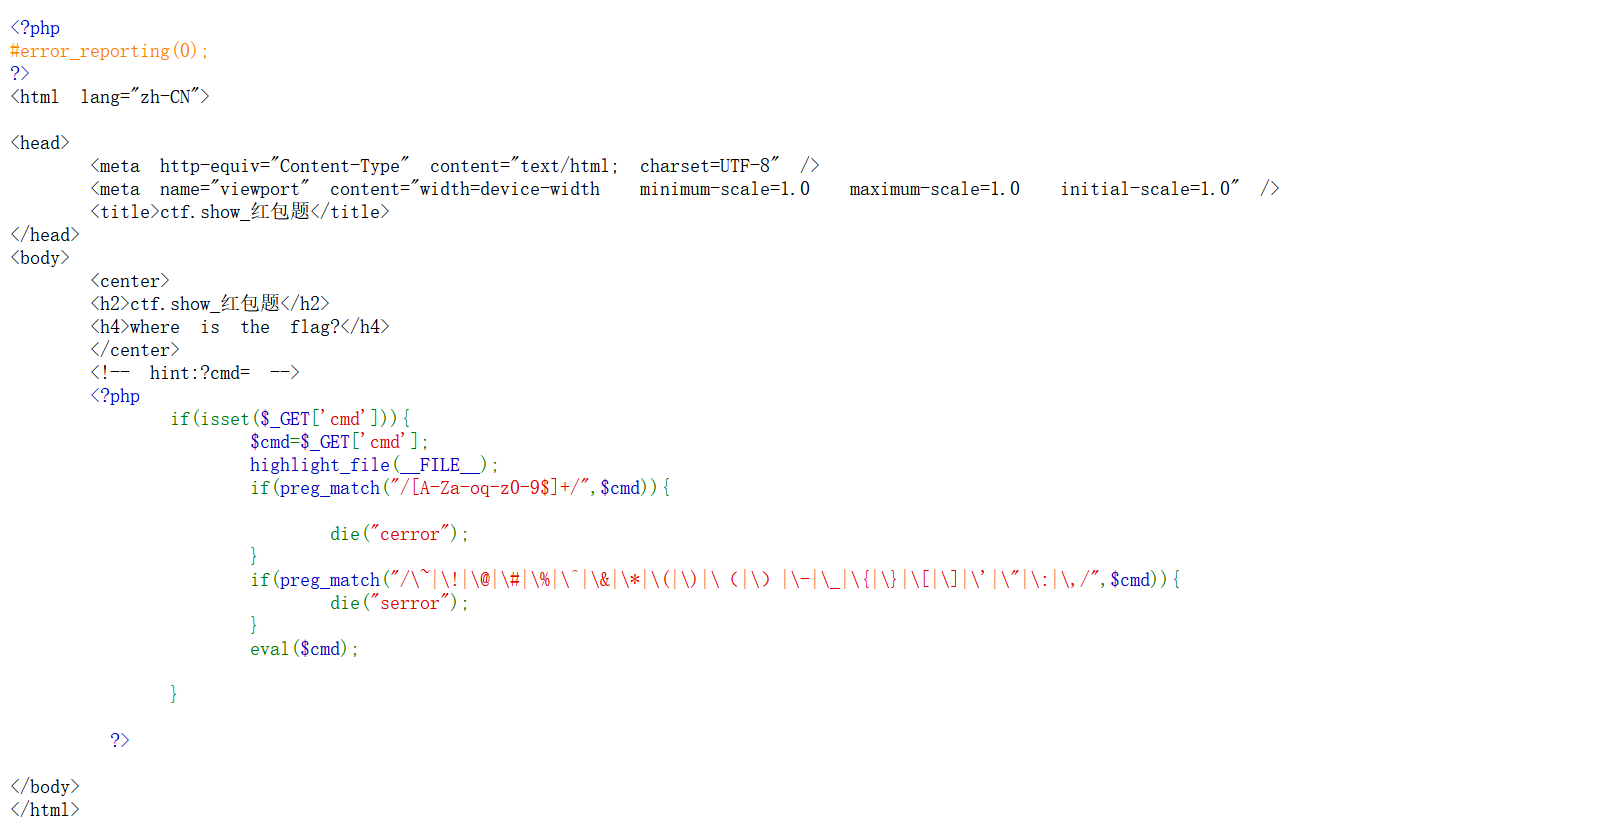 <?php
#error_reporting(0);
?>
<html lang="zh-CN">
<head>
<meta http-equiv="Content-Type" content="text/html; charset=UTF-8" />
<meta name="viewport" content="width=device-width minimum-scale=1.0 maximum-scale=1.0 initial-scale=1.0" />
<title>ctf.show_红包题</title>
</head>
<body>
<center>
<h2>ctf.show_红包题</h2>
<h4>where is the flag?</h4>
</center>
<!-- hint:?cmd= -->
<?php
if(isset($_GET['cmd'])){
$cmd=$_GET['cmd'];
highlight_file(__FILE__);
if(preg_match("/[A-Za-oq-z0-9$]+/",$cmd)){
die("cerror");
}
if(preg_match("/\~|\!|\@|\#|\%|\^|\&|\*|\(|\)|\（|\）|\-|\_|\{|\}|\[|\]|\'|\"|\:|\,/",$cmd)){
die("serror");
}
eval($cmd);
}
?>
</body>
</html>